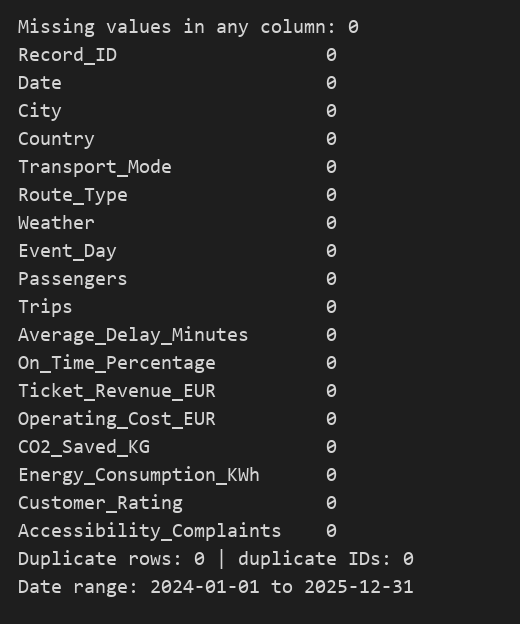 Missing values in any column: 0
Record_ID 0
Date 0
City 0
Country 0
Transport_Mode 0
Route_Type 0
Weather 0
Event_Day 0
Passengers 0
Trips 0
Average_Delay_Minutes 0
On_Time_Percentage 0
Ticket_Revenue_EUR 0
Operating_Cost_EUR 0
CO2_Saved_KG 0
Energy_Consumption_KWh 0
Customer_Rating 0
Accessibility_Complaints 0
Duplicate rows: 0 | duplicate IDs: 0
Date range: 2024-01-01 to 2025-12-31